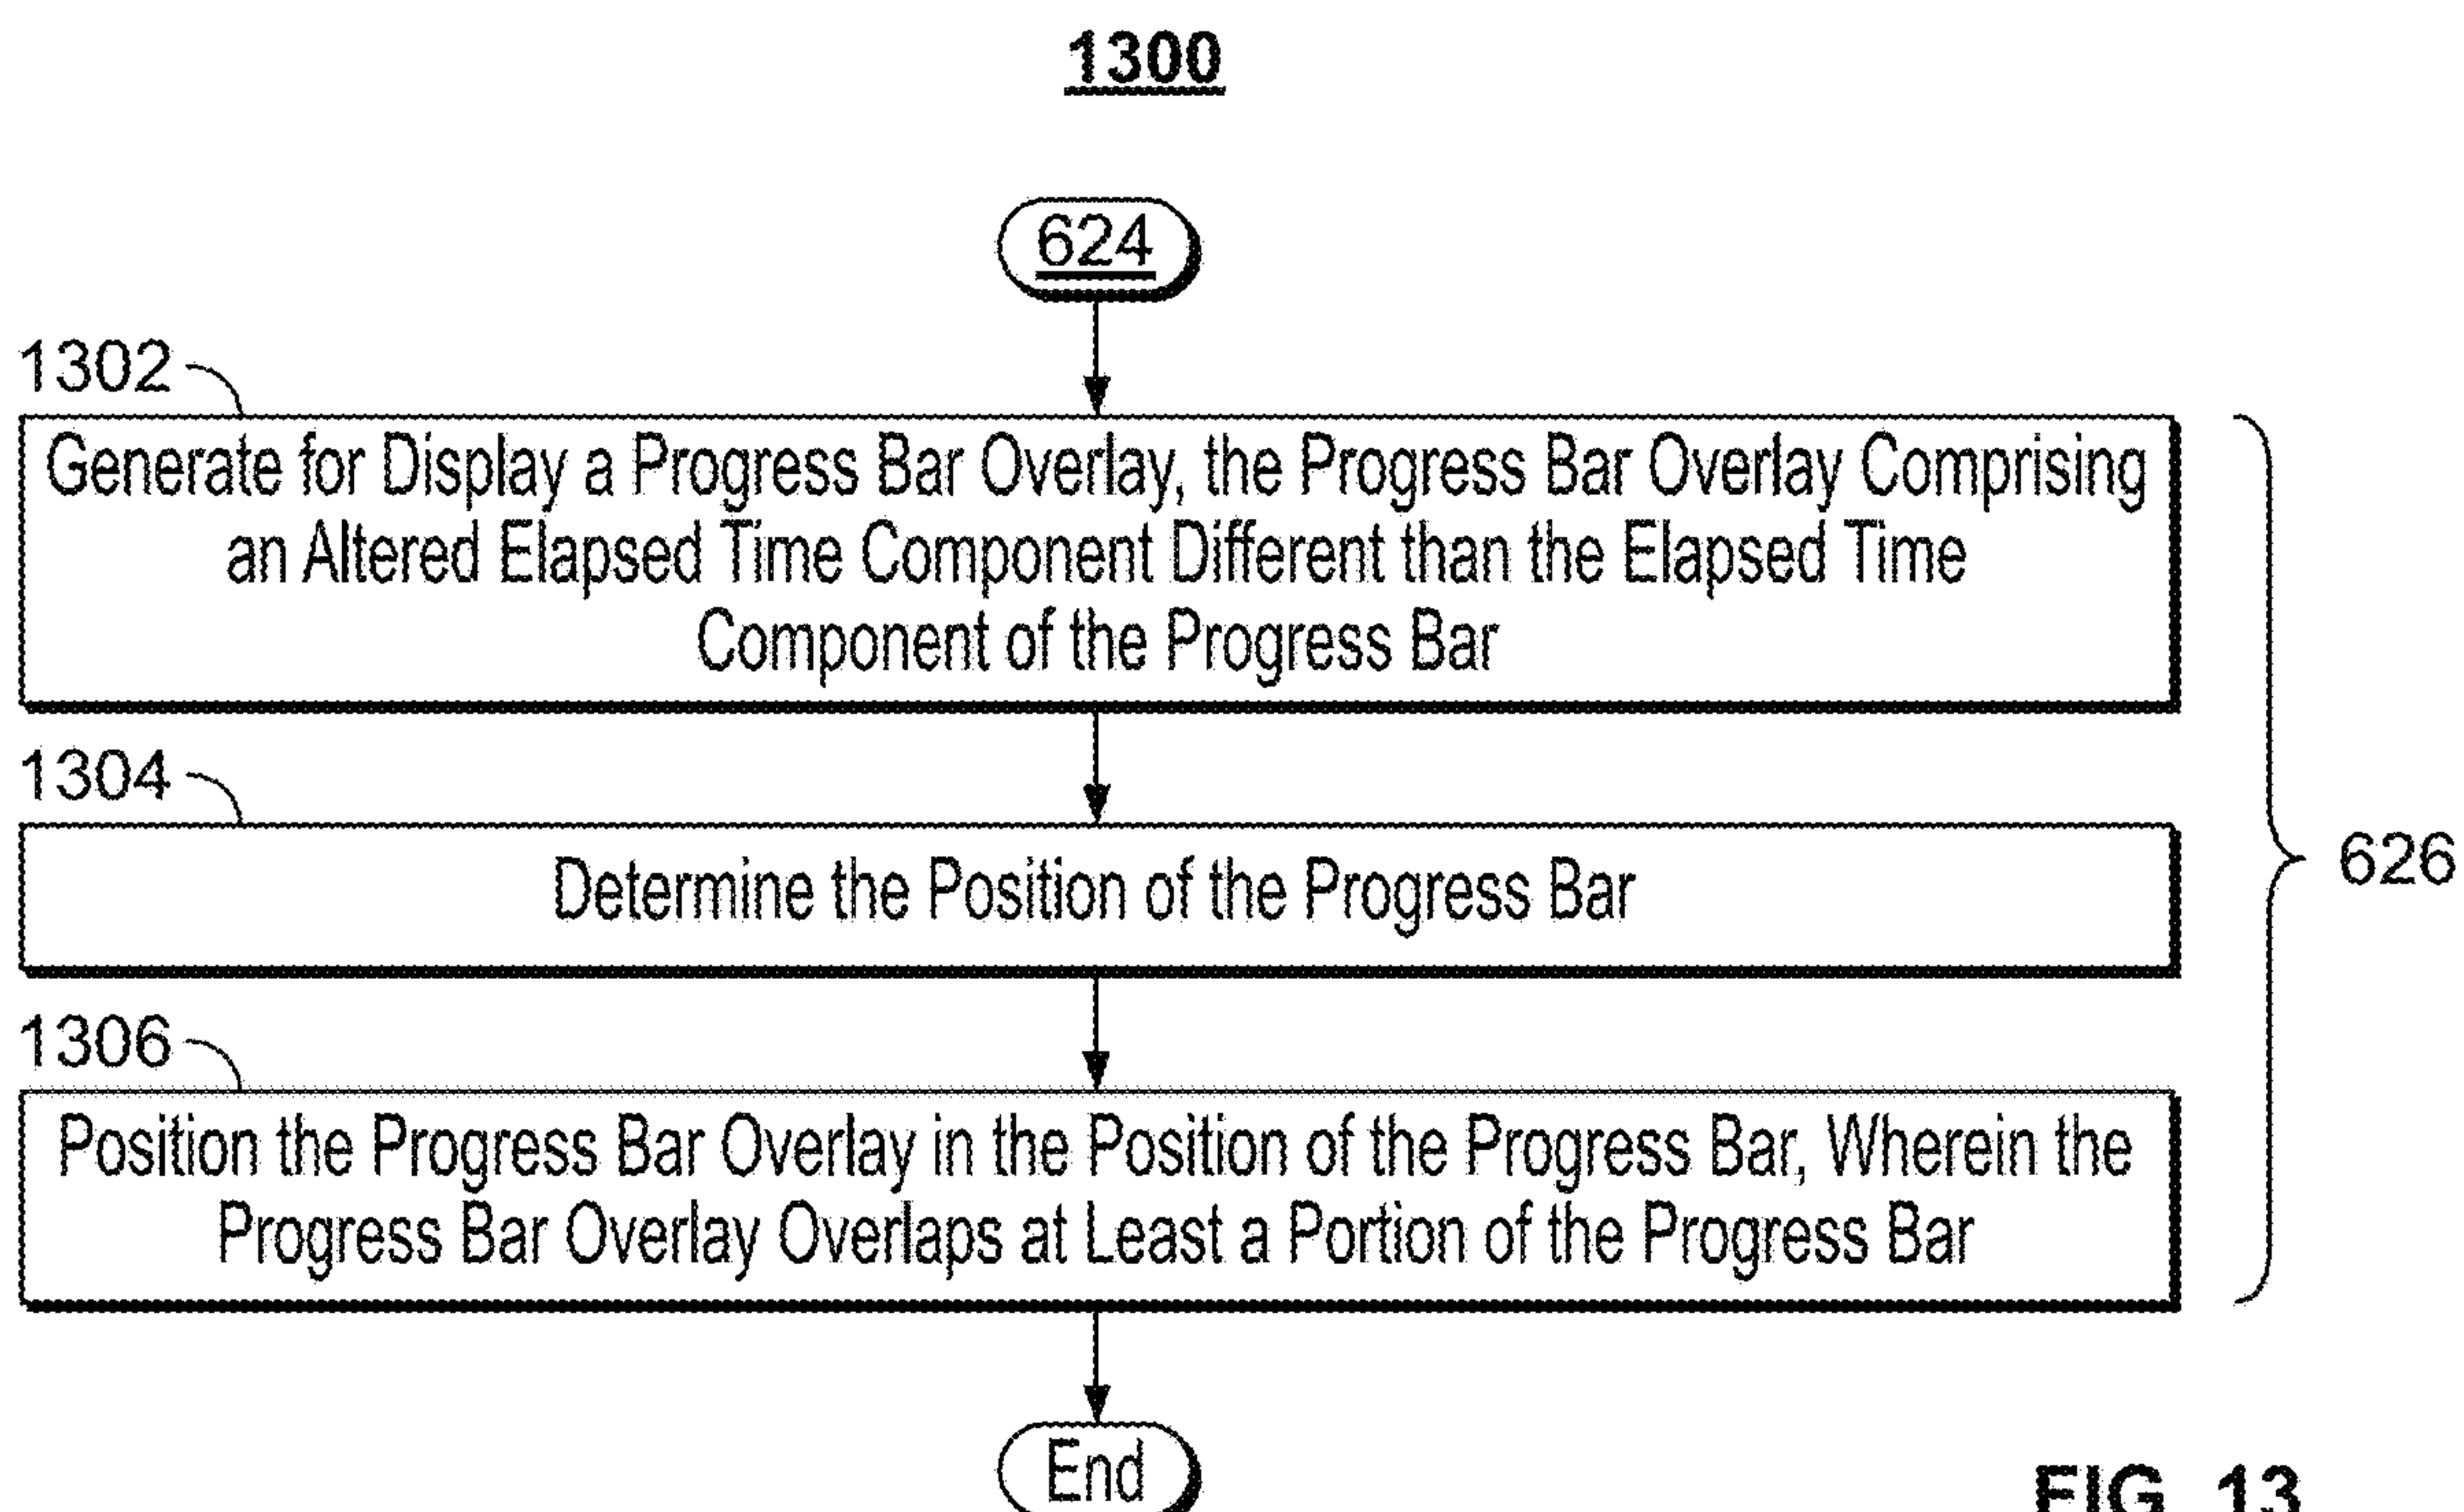 1300
624
1302
Generate for Display a Progress Bar Overlay, the Progress Bar Overlay Comprising
an Altered Elapsed Time Component Different than the Elapsed Time
Component of the Progress Bar
1304
Determine the Position of the Progress Bar
626
1306
Position the Progress Bar Overlay in the Position of the Progress Bar, Wherein the
Progress Bar Overlay Overlaps at Least a Portion of the Progress Bar
End
FIG. 13